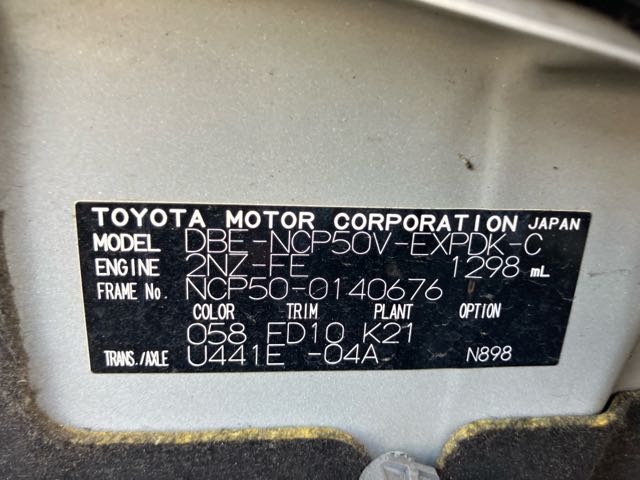 TOYOTA MOTOR CORPORATION JAPAN
MODEL DBE-NCP50V-EXPDK-C
ENGINE 2NZ-FE 1298 mL
FRAME No. NCP50-0140676
COLOR TRIM PLANT OPTION
058 FD10 K21
TRANS./AXLE U441E -04A N898